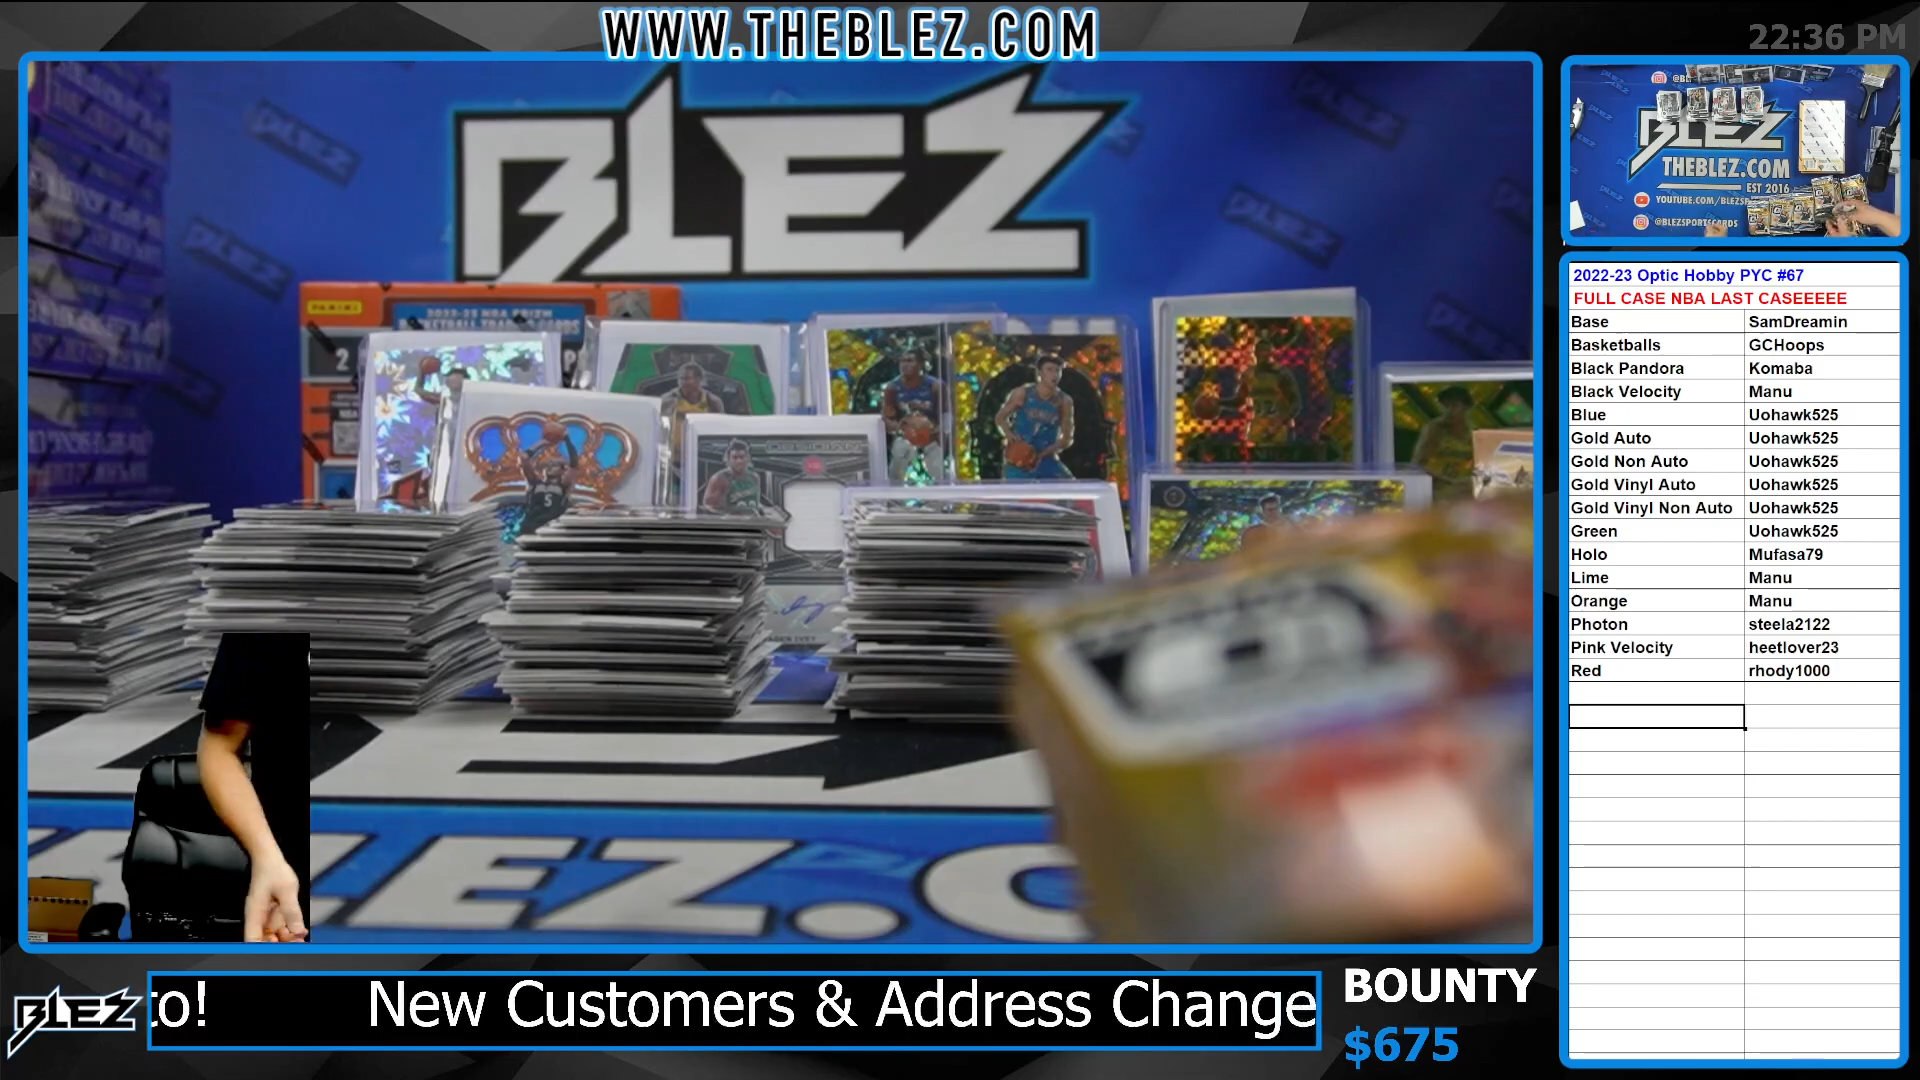 WWW.THEBLEZ.COM
22:36 PM
BLEZ
BLEZ
THEBLEZ.COM
EST 2016
@BLEZSPORTSCARDS
2022-23 Optic Hobby PYC #67
FULL CASE NBA LAST CASEEEEE
Base SamDreamin
Basketballs GCHoops
Black Pandora Komaba
Black Velocity Manu
Blue Uohawk525
Gold Auto Uohawk525
Gold Non Auto Uohawk525
Gold Vinyl Auto Uohawk525
Gold Vinyl Non Auto Uohawk525
Green Uohawk525
Holo Mufasa79
Lime Manu
Orange Manu
Photon steela2122
Pink Velocity heetlover23
Red rhody1000
BLEZ
to! New Customers & Address Change
BOUNTY
$675